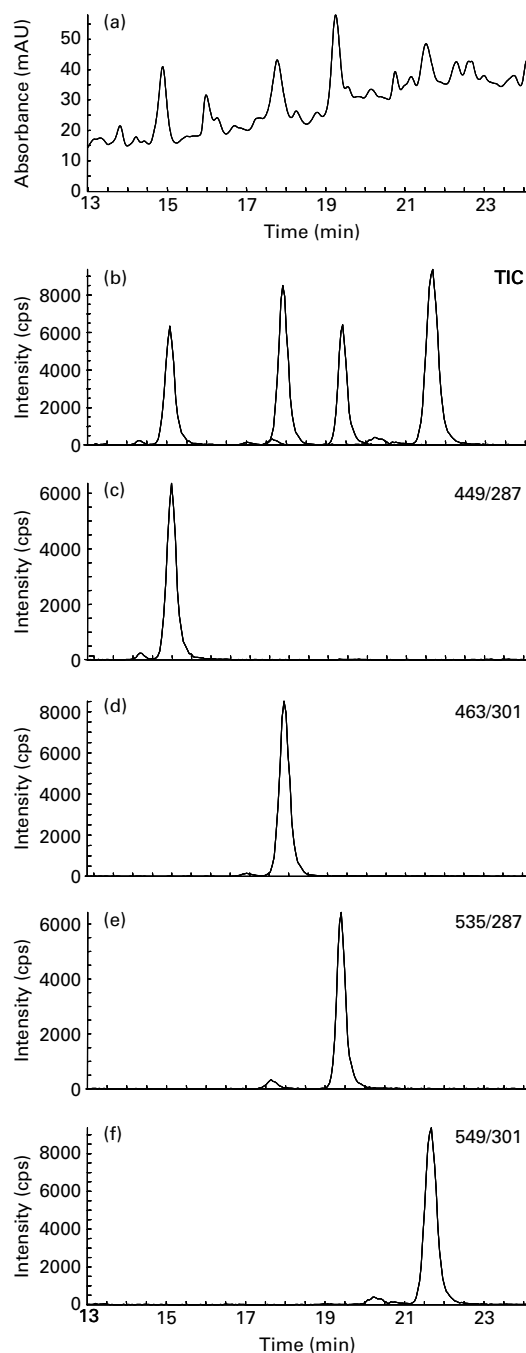 (a)
Absorbance (mAU)
50
40
30
20
10
0
13 15 17 19 21 23
Time (min)
(b)
TIC
Intensity (cps)
8000
6000
4000
2000
0
(c)
449/287
Intensity (cps)
6000
4000
2000
0
(d)
463/301
Intensity (cps)
8000
6000
4000
2000
0
(e)
535/287
Intensity (cps)
6000
4000
2000
0
(f)
549/301
Intensity (cps)
8000
6000
4000
2000
0
13 15 17 19 21 23
Time (min)